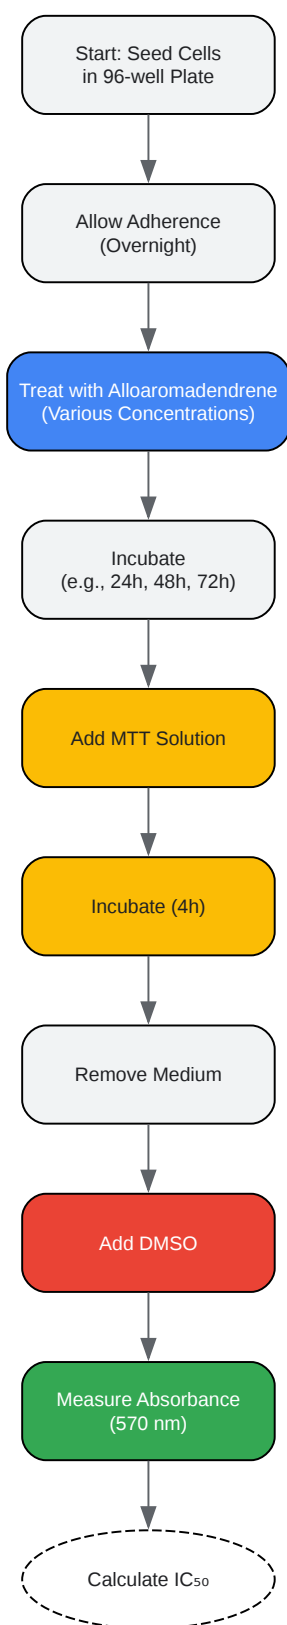 Start: Seed Cells
in 96-well Plate
Allow Adherence
(Overnight)
Treat with Alloaromadendrene
(Various Concentrations)
Incubate
(e.g., 24h, 48h, 72h)
Add MTT Solution
Incubate (4h)
Remove Medium
Add DMSO
Measure Absorbance
(570 nm)
Calculate IC₅₀